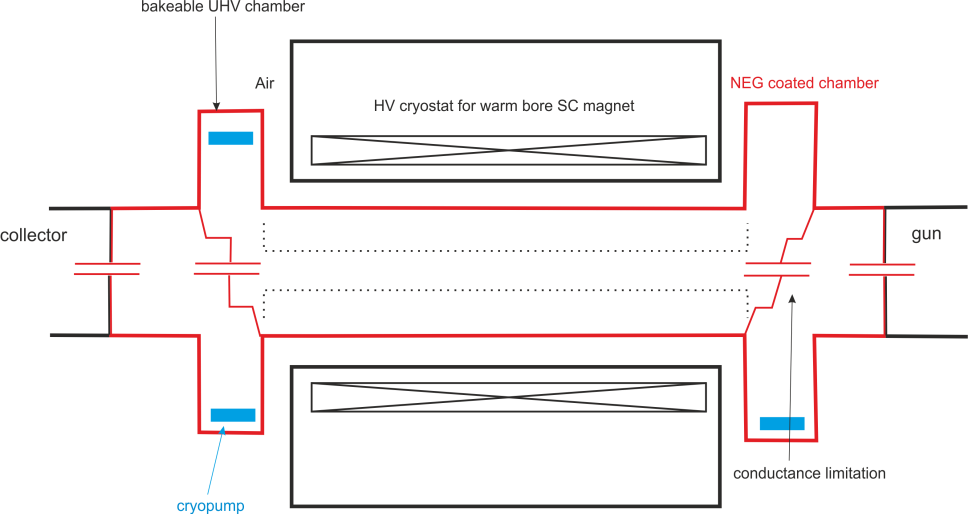 bakeable UHV chamber
Air
NEG coated chamber
HV cryostat for warm bore SC magnet
collector
gun
conductance limitation
cryopump